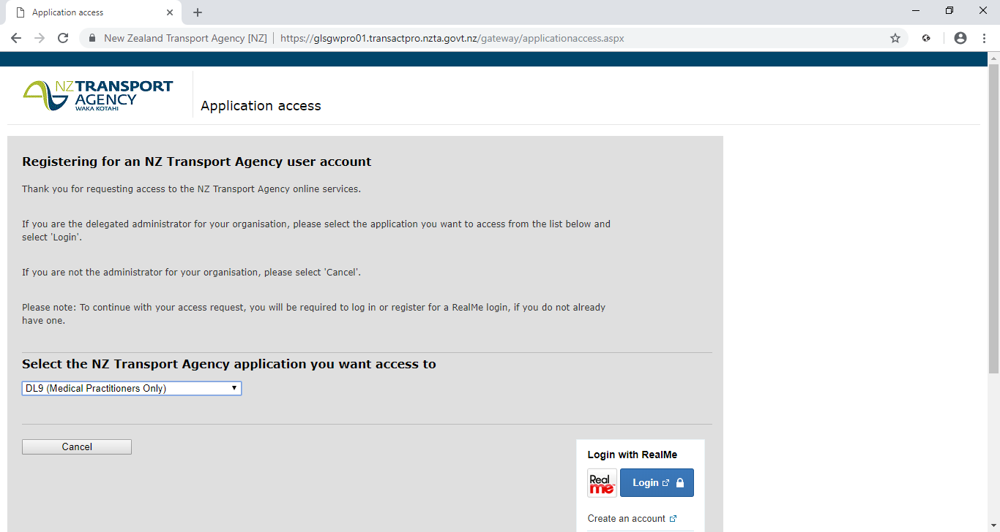 Application access
New Zealand Transport Agency [NZ] https://glsgwpro01.transactpro.nzta.govt.nz/gateway/applicationaccess.aspx
NZTRANSPORT
AGENCY
WAKA KOTAHI
Application access
Registering for an NZ Transport Agency user account
Thank you for requesting access to the NZ Transport Agency online services.
If you are the delegated administrator for your organisation, please select the application you want to access from the list below and
select 'Login'.
If you are not the administrator for your organisation, please select 'Cancel'.
Please note: To continue with your access request, you will be required to log in or register for a RealMe login, if you do not already
have one.
Select the NZ Transport Agency application you want access to
DL9 (Medical Practitioners Only)
Cancel
Login with RealMe
Real
me
Login
Create an account